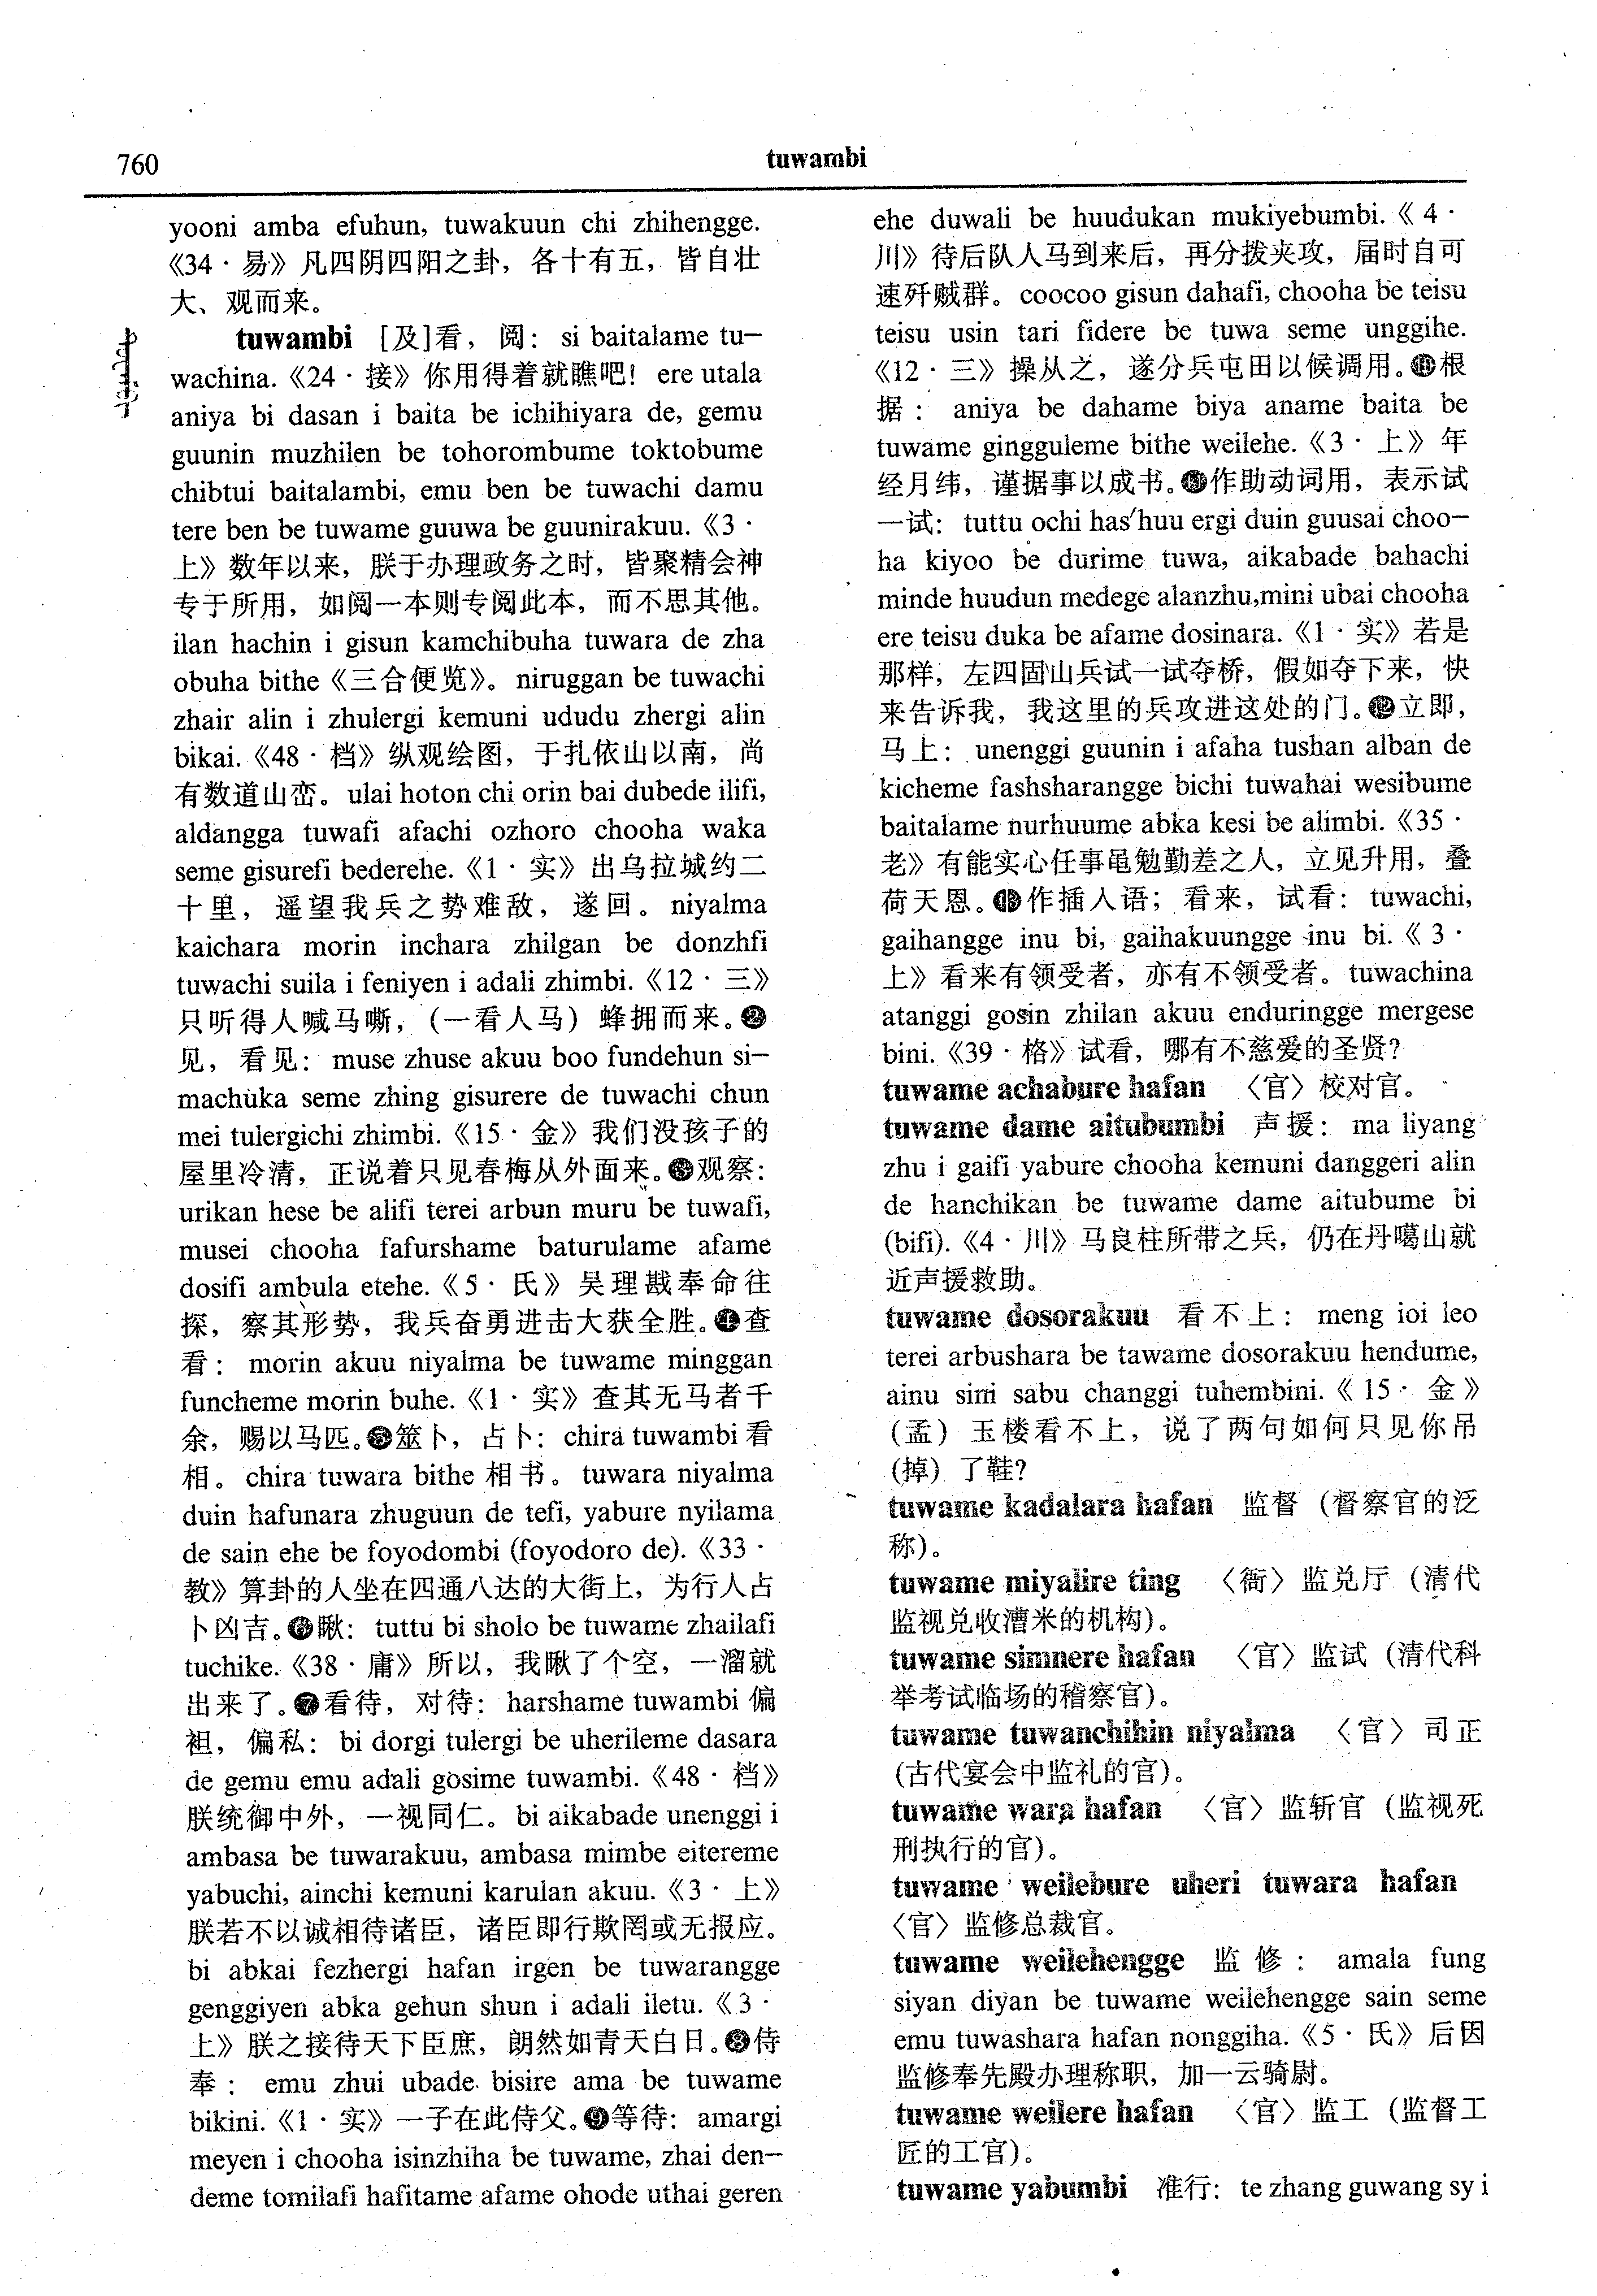 760
tuwambi
yooni amba efuhun, tuwakuun chi zhihengge.
《34·易》凡四阴四阳之卦，各十有五，皆自壮
大、观而来。
tuwambi [及]看，阅： si baitalame tu—
wachina.《24·接》你用得着就瞧吧！ ere utala
aniya bi dasan i baita be ichihiyara de, gemu
guunin muzhilen be tohorombume toktobume
chibtui baitalambi, emu ben be tuwachi damu
tere ben be tuwame guuwa be guunirakuu.《3·
上》数年以来，朕于办理政务之时，皆聚精会神
专于所用，如阅一本则专阅此本，而不思其他。
ilan hachin i gisun kamchibuha tuwara de zha
obuha bithe《三合便览》。niruggan be tuwachi
zhair alin i zhulergi kemuni ududu zhergi alin
bikai.《48·档》纵观绘图，于扎依山以南，尚
有数道山峦。ulai hoton chi orin bai dubede ilifi,
aldangga tuwafi afachi ozhoro chooha waka
seme gisurefi bederehe.《1·实》出乌拉城约二
十里，遥望我兵之势难敌，遂回。niyalma
kaichara morin inchara zhilgan be donzhfi
tuwachi suila i feniyen i adali zhimbi.《12·三》
只听得人喊马嘶，（一看人马）蜂拥而来。❷
见，看见： muse zhuse akuu boo fundehun si—
machuka seme zhing gisurere de tuwachi chun
mei tulergichi zhimbi.《15·金》我们没孩子的
屋里冷清，正说着只见春梅从外面来。❸观察：
urikan hese be alifi terei arbun muru be tuwafi,
musei chooha fafurshame baturulame afame
dosifi ambula etehe.《5·氏》吴理戡奉命往
探，察其形势，我兵奋勇进击大获全胜。❹查
看： morin akuu niyalma be tuwame minggan
funcheme morin buhe.《1·实》查其无马者千
余，赐以马匹。❺筮卜，占卜： chira tuwambi 看
相。chira tuwara bithe 相书。tuwara niyalma
duin hafunara zhuguun de tefi, yabure nyilama
de sain ehe be foyodombi (foyodoro de).《33·
教》算卦的人坐在四通八达的大街上，为行人占
卜凶吉。❻瞅： tuttu bi sholo be tuwame zhailafi
tuchike.《38·庸》所以，我瞅了个空，一溜就
出来了。❼看待，对待： harshame tuwambi 偏
袒，偏私： bi dorgi tulergi be uherileme dasara
de gemu emu adali gosime tuwambi.《48·档》
朕统御中外，一视同仁。bi aikabade unenggi i
ambasa be tuwarakuu, ambasa mimbe eitereme
yabuchi, ainchi kemuni karulan akuu.《3·上》
朕若不以诚相待诸臣，诸臣即行欺罔或无报应。
bi abkai fezhergi hafan irgen be tuwarangge
genggiyen abka gehun shun i adali iletu.《3·
上》朕之接待天下臣庶，朗然如青天白日。❽侍
奉： emu zhui ubade bisire ama be tuwame
bikini.《1·实》一子在此侍父。❾等待： amargi
meyen i chooha isinzhiha be tuwame, zhai den—
deme tomilafi hafitame afame ohode uthai geren
ehe duwali be huudukan mukiyebumbi.《4·
川》待后队人马到来后，再分拨夹攻，届时自可
速歼贼群。coocoo gisun dahafi, chooha be teisu
teisu usin tari fidere be tuwa seme unggihe.
《12·三》操从之，遂分兵屯田以候调用。❿根
据： aniya be dahame biya aname baita be
tuwame gingguleme bithe weilehe.《3·上》年
经月纬，谨据事以成书。⓫作助动词用，表示试
一试： tuttu ochi has'huu ergi duin guusai choo—
ha kiyoo be durime tuwa, aikabade bahachi
minde huudun medege alanzhu,mini ubai chooha
ere teisu duka be afame dosinara.《1·实》若是
那样，左四固山兵试一试夺桥，假如夺下来，快
来告诉我，我这里的兵攻进这处的门。⓬立即，
马上： unenggi guunin i afaha tushan alban de
kicheme fashsharangge bichi tuwahai wesibume
baitalame nurhuume abka kesi be alimbi.《35·
老》有能实心任事黾勉勤差之人，立见升用，叠
荷天恩。⓭作插入语；看来，试看： tuwachi,
gaihangge inu bi, gaihakuungge inu bi.《3·
上》看来有领受者，亦有不领受者。tuwachina
atanggi gosin zhilan akuu enduringge mergese
bini.《39·格》试看，哪有不慈爱的圣贤？
tuwame achabure hafan 〈官〉校对官。
tuwame dame aitubumbi 声援： ma liyang
zhu i gaifi yabure chooha kemuni danggeri alin
de hanchikan be tuwame dame aitubume bi
(bifi).《4·川》马良柱所带之兵，仍在丹噶山就
近声援救助。
tuwame dosorakuu 看不上： meng ioi leo
terei arbushara be tawame dosorakuu hendume,
ainu sini sabu changgi tuhembini.《15·金》
（孟）玉楼看不上，说了两句如何只见你吊
（掉）了鞋？
tuwame kadalara hafan 监督（督察官的泛
称）。
tuwame miyalire ting 〈衙〉监兑厅（清代
监视兑收漕米的机构）。
tuwame simnere hafan 〈官〉监试（清代科
举考试临场的稽察官）。
tuwame tuwanchihin niyalma 〈官〉司正
（古代宴会中监礼的官）。
tuwame wara hafan 〈官〉监斩官（监视死
刑执行的官）。
tuwame weilebure uheri tuwara hafan
〈官〉监修总裁官。
tuwame weilehengge 监修： amala fung
siyan diyan be tuwame weilehengge sain seme
emu tuwashara hafan nonggiha.《5·氏》后因
监修奉先殿办理称职，加一云骑尉。
tuwame weilere hafan 〈官〉监工（监督工
匠的工官）。
tuwame yabumbi 准行： te zhang guwang sy i